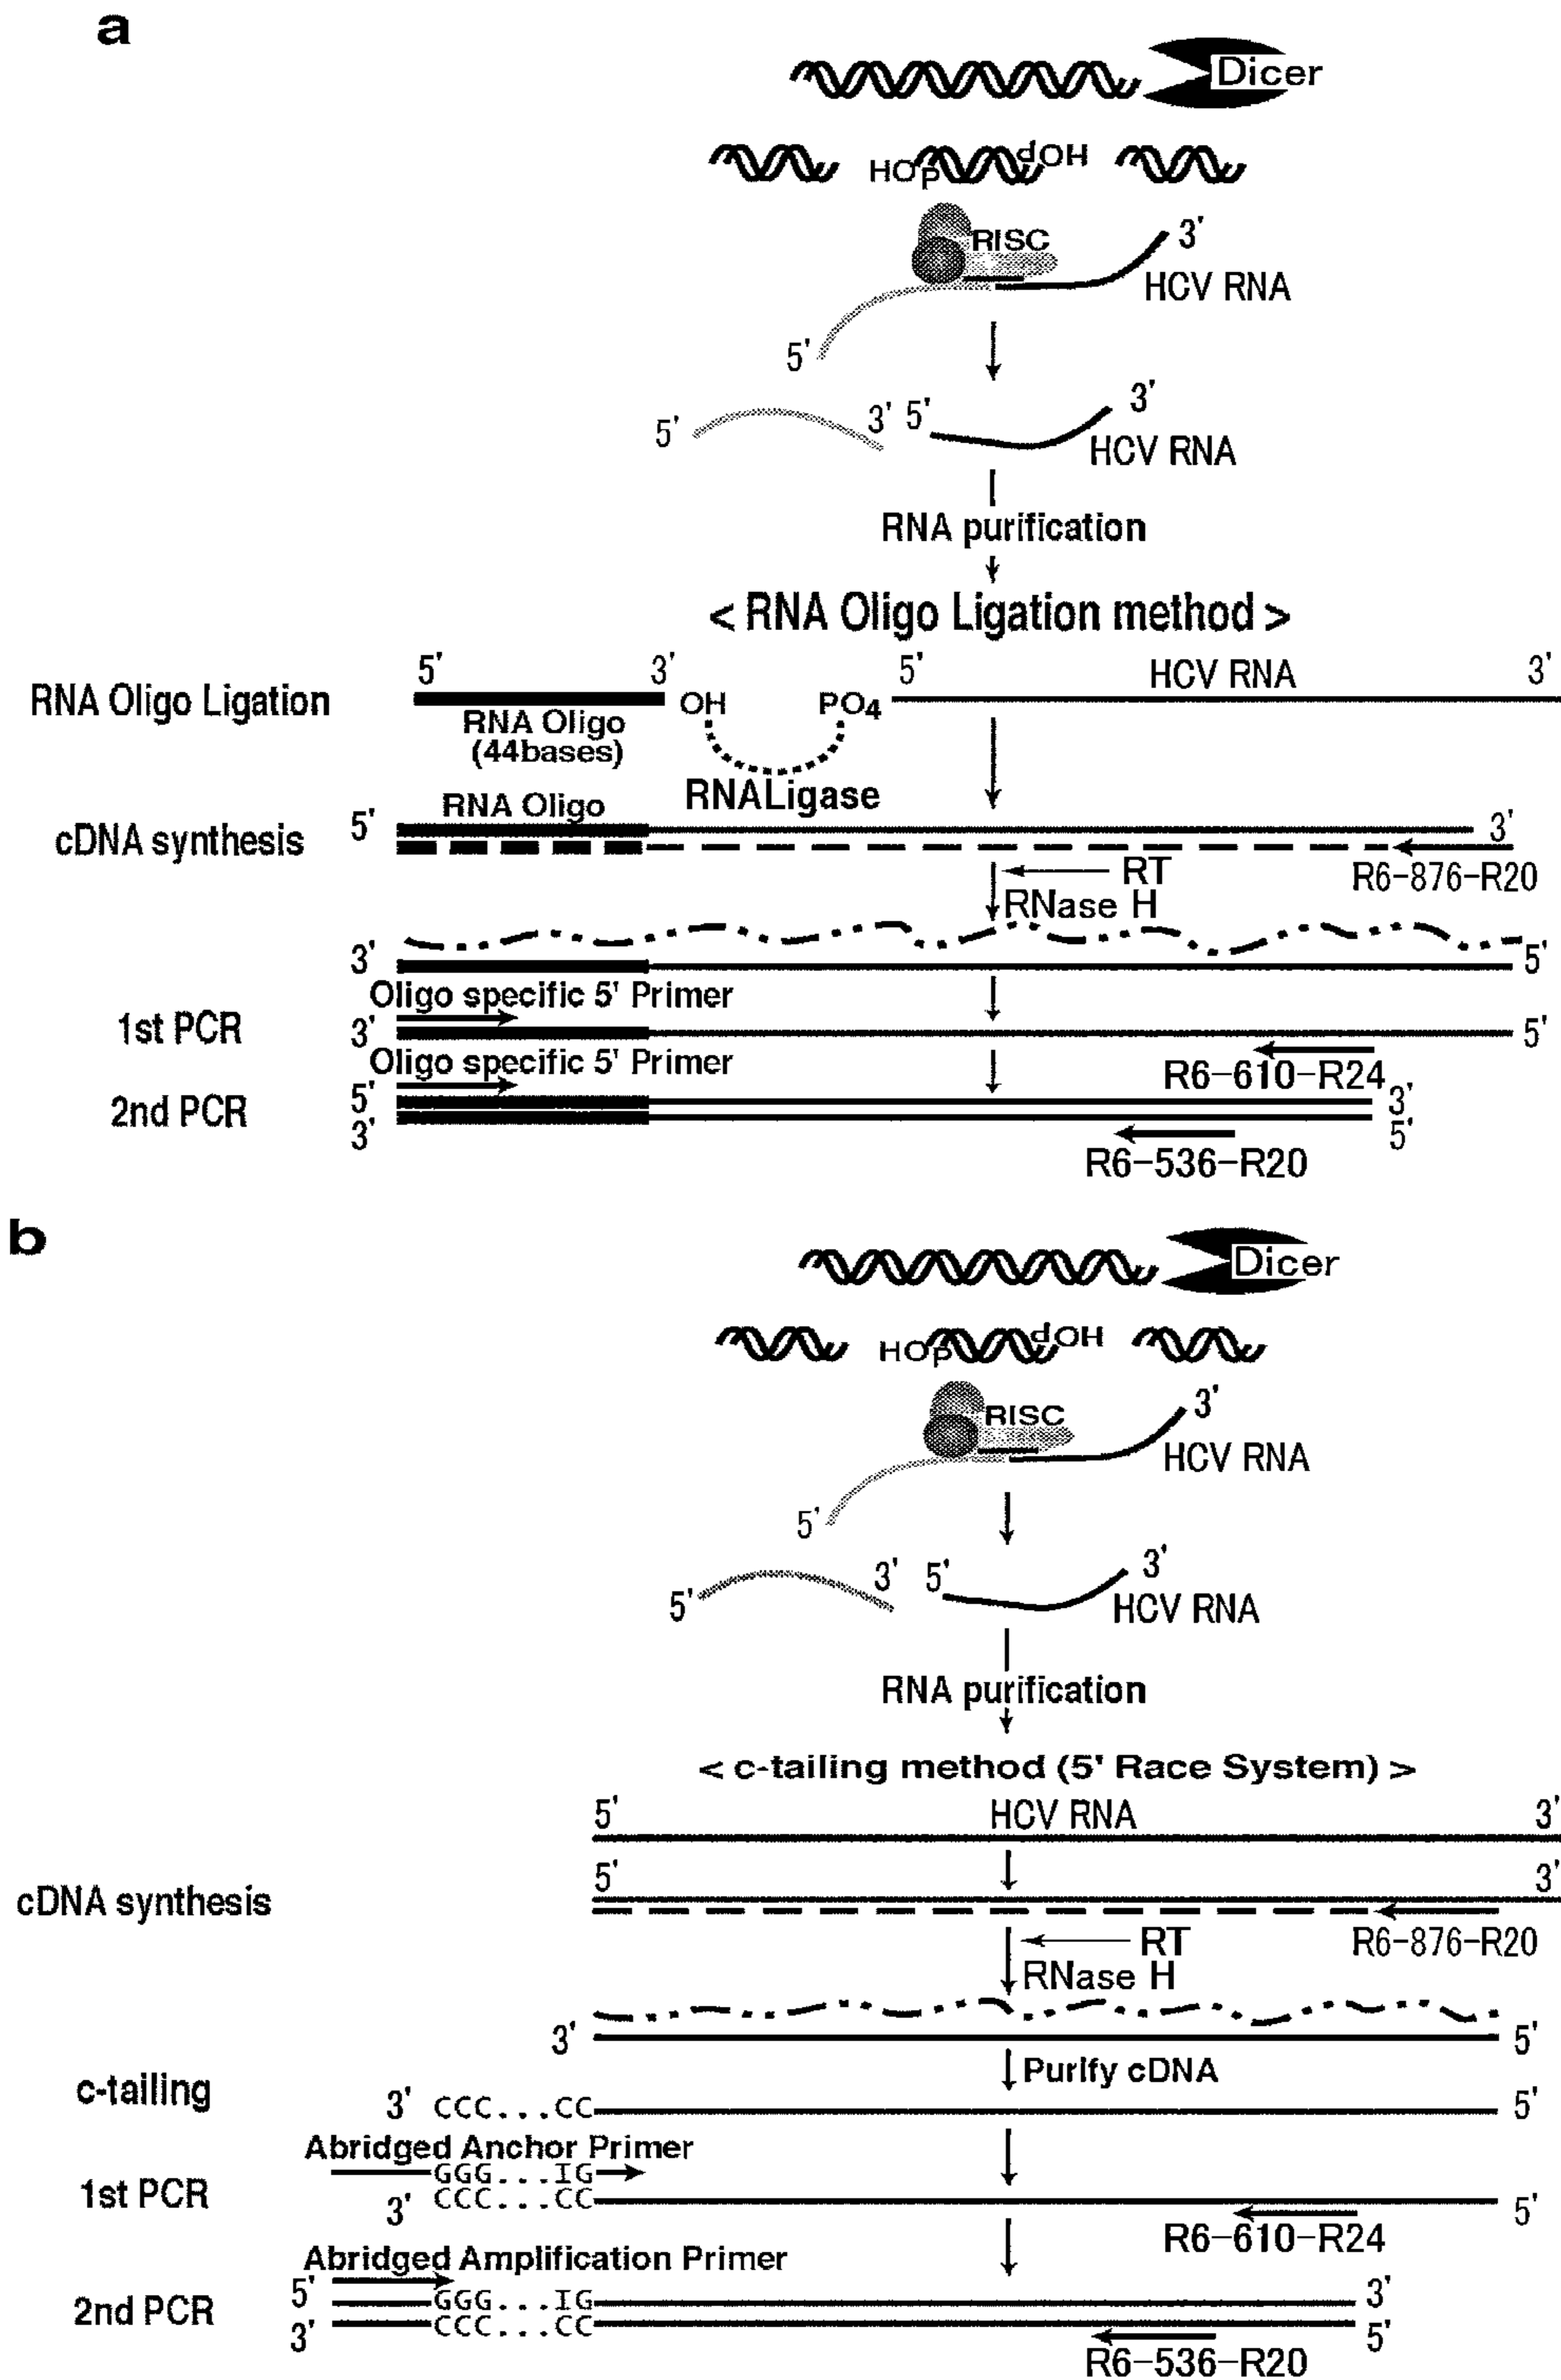 a
Dicer
HOp pOH
RISC
3'
HCV RNA
5'
5' 3' 5' 3'
HCV RNA
RNA purification
< RNA Oligo Ligation method >
5' 3' 5' HCV RNA 3'
RNA Oligo Ligation OH PO4
RNA Oligo
(44bases)
RNALigase
RNA Oligo
cDNA synthesis 5' 3'
R6-876-R20
RT
RNase H
3' 5'
Oligo specific 5' Primer
1st PCR 3' 5'
R6-610-R24
Oligo specific 5' Primer
2nd PCR 5' 3'
3' 5'
R6-536-R20
b
Dicer
HOp pOH
RISC
3'
HCV RNA
5'
5' 3' 5' 3'
HCV RNA
RNA purification
< c-tailing method (5' Race System) >
5' HCV RNA 3'
5' 3'
cDNA synthesis
R6-876-R20
RT
RNase H
3' 5'
Purify cDNA
c-tailing 3' CCC...CC 5'
Abridged Anchor Primer
GGG...IG
1st PCR 3' CCC...CC 5'
R6-610-R24
Abridged Amplification Primer
5' GGG...IG 3'
2nd PCR
3' CCC...CC 5'
R6-536-R20